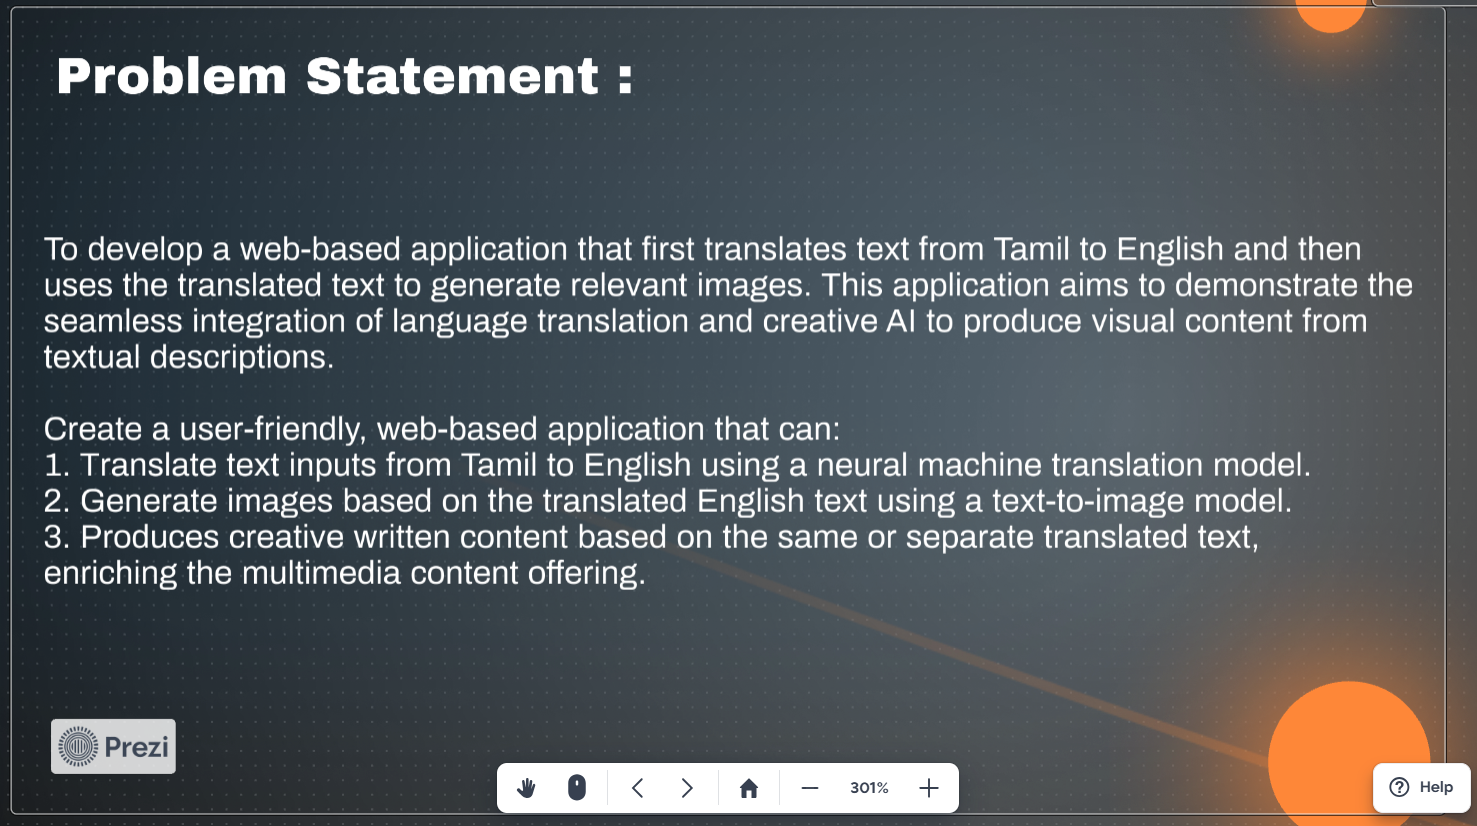 Problem Statement :
To develop a web-based application that first translates text from Tamil to English and then
uses the translated text to generate relevant images. This application aims to demonstrate the
seamless integration of language translation and creative AI to produce visual content from
textual descriptions.
Create a user-friendly, web-based application that can:
1. Translate text inputs from Tamil to English using a neural machine translation model.
2. Generate images based on the translated English text using a text-to-image model.
3. Produces creative written content based on the same or separate translated text,
enriching the multimedia content offering.
Prezi
301%
Help